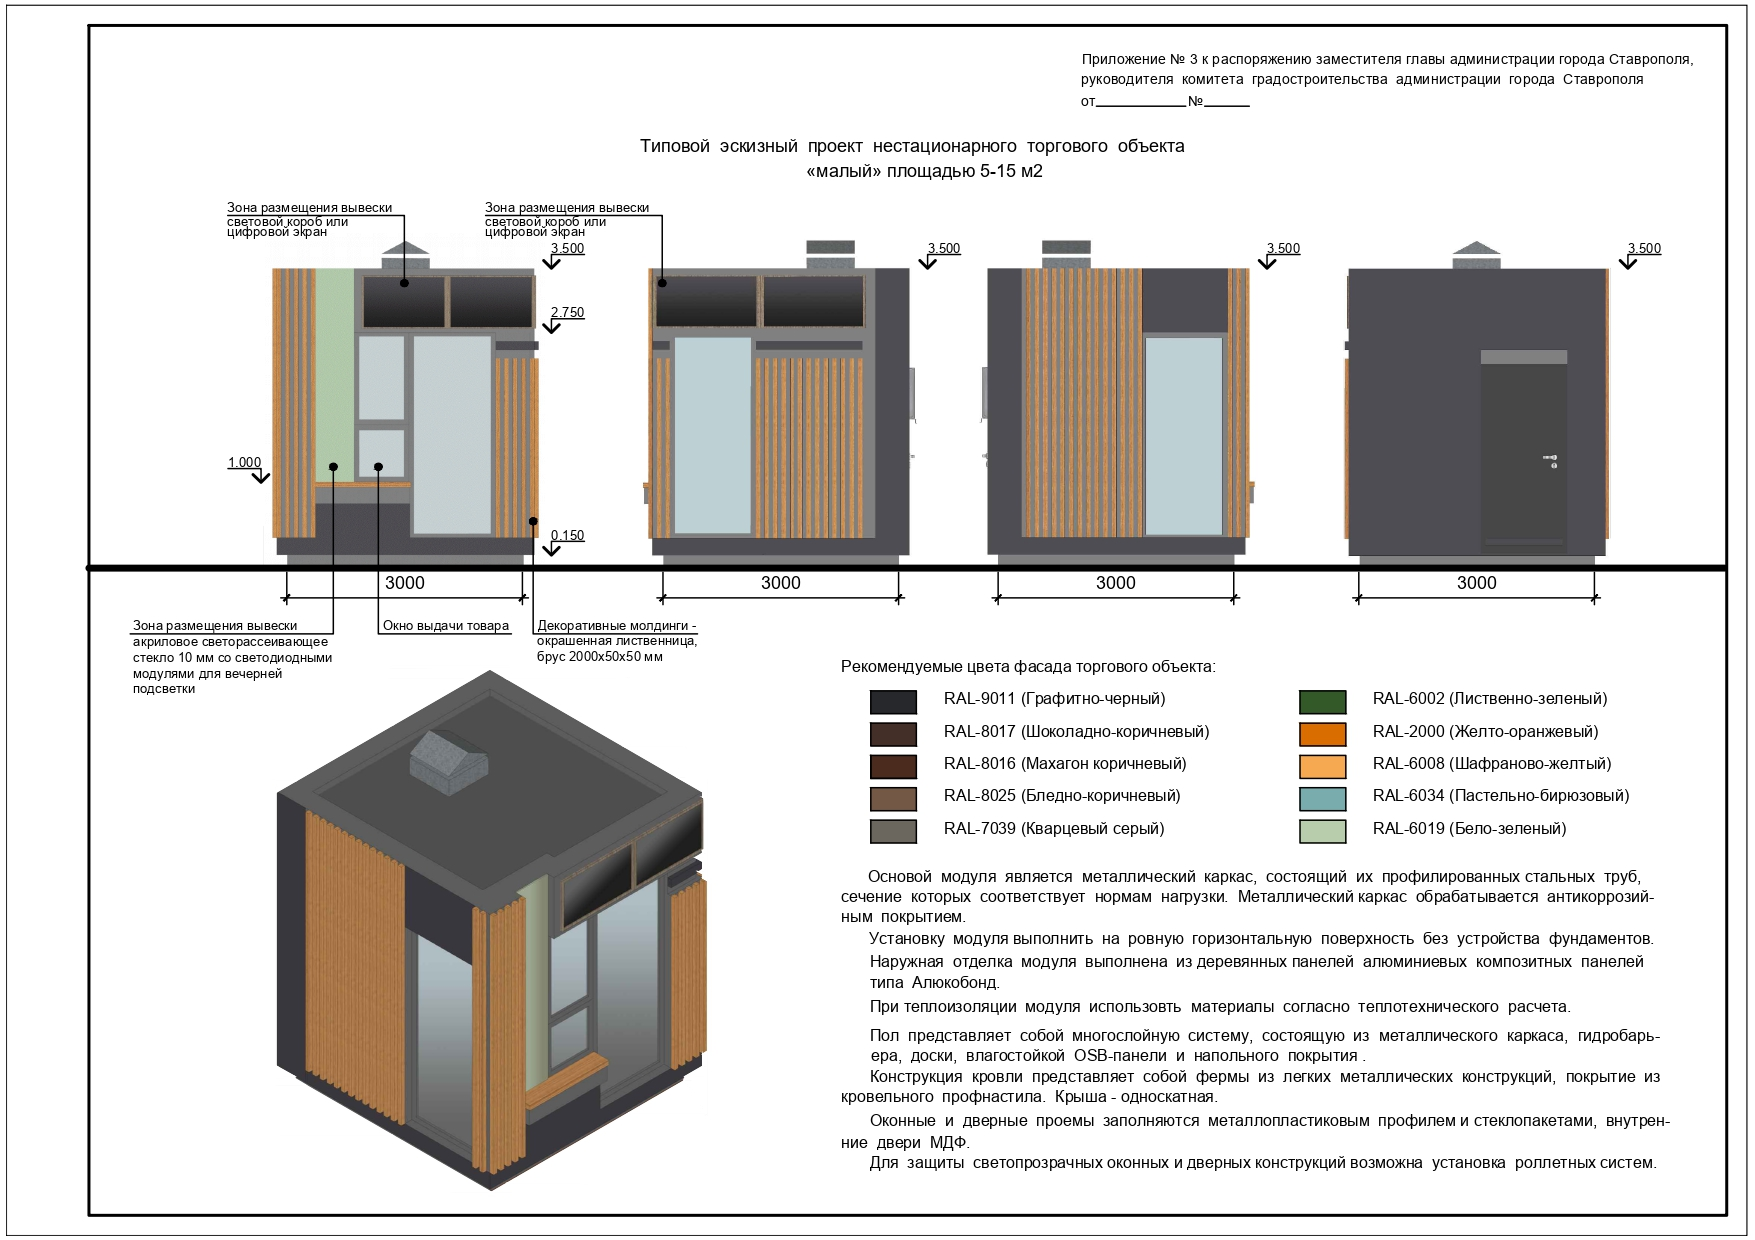 Приложение № 3 к распоряжению заместителя главы администрации города Ставрополя,
руководителя комитета градостроительства администрации города Ставрополя
от №
Типовой эскизный проект нестационарного торгового объекта
«малый» площадью 5-15 м2
Зона размещения вывески
световой короб или
цифровой экран
Зона размещения вывески
световой короб или
цифровой экран
3.500
3.500
3.500
3.500
2.750
1.000
0.150
3000
3000
3000
3000
Зона размещения вывески
акриловое светорассеивающее
стекло 10 мм со светодиодными
модулями для вечерней
подсветки
Окно выдачи товара
Декоративные молдинги -
окрашенная лиственница,
брус 2000х50х50 мм
Рекомендуемые цвета фасада торгового объекта:
RAL-9011 (Графитно-черный)
RAL-8017 (Шоколадно-коричневый)
RAL-8016 (Махагон коричневый)
RAL-8025 (Бледно-коричневый)
RAL-7039 (Кварцевый серый)
RAL-6002 (Лиственно-зеленый)
RAL-2000 (Желто-оранжевый)
RAL-6008 (Шафраново-желтый)
RAL-6034 (Пастельно-бирюзовый)
RAL-6019 (Бело-зеленый)
Основой модуля является металлический каркас, состоящий их профилированных стальных труб,
сечение которых соответствует нормам нагрузки. Металлический каркас обрабатывается антикоррозий-
ным покрытием.
Установку модуля выполнить на ровную горизонтальную поверхность без устройства фундаментов.
Наружная отделка модуля выполнена из деревянных панелей алюминиевых композитных панелей
типа Алюкобонд.
При теплоизоляции модуля использовть материалы согласно теплотехнического расчета.
Пол представляет собой многослойную систему, состоящую из металлического каркаса, гидробарь-
ера, доски, влагостойкой OSB-панели и напольного покрытия .
Конструкция кровли представляет собой фермы из легких металлических конструкций, покрытие из
кровельного профнастила. Крыша - односкатная.
Оконные и дверные проемы заполняются металлопластиковым профилем и стеклопакетами, внутрен-
ние двери МДФ.
Для защиты светопрозрачных оконных и дверных конструкций возможна установка роллетных систем.